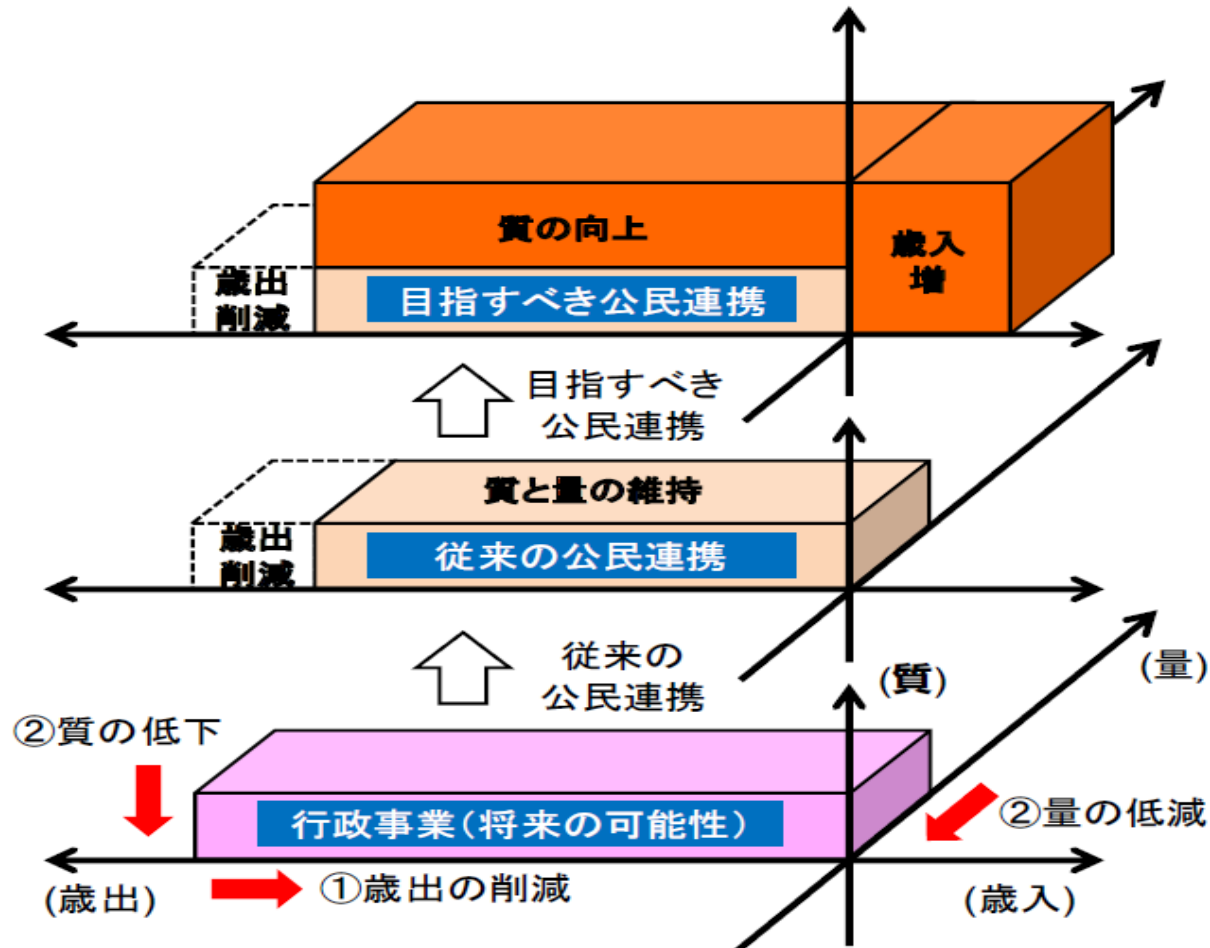 質の向上
歳入
増
歳出
削減
目指すべき公民連携
目指すべき
公民連携
質と量の維持
歳出
削減
従来の公民連携
従来の
公民連携
(質)
(量)
②質の低下
行政事業(将来の可能性)
②量の低減
(歳出)
①歳出の削減
(歳入)